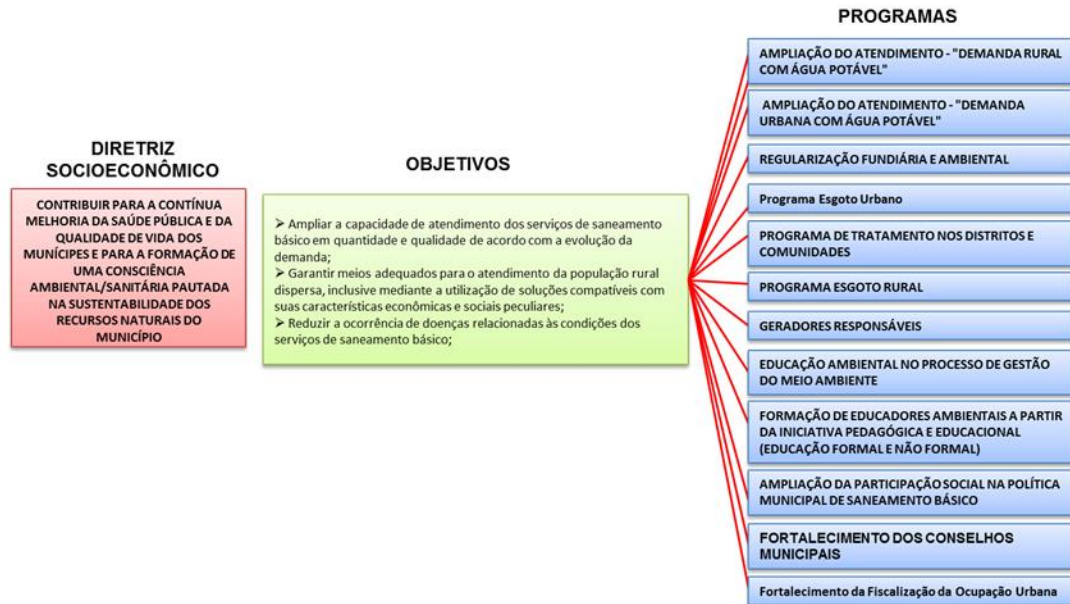 DIRETRIZ
SOCIOECONÔMICO
CONTRIBUIR PARA A CONTÍNUA
MELHORIA DA SAÚDE PÚBLICA E DA
QUALIDADE DE VIDA DOS
MUNÍCIPES E PARA A FORMAÇÃO DE
UMA CONSCIÊNCIA
AMBIENTAL/SANITÁRIA PAUTADA
NA SUSTENTABILIDADE DOS
RECURSOS NATURAIS DO
MUNICÍPIO
OBJETIVOS
➢ Ampliar a capacidade de atendimento dos serviços de saneamento
básico em quantidade e qualidade de acordo com a evolução da
demanda;
➢ Garantir meios adequados para o atendimento da população rural
dispersa, inclusive mediante a utilização de soluções compatíveis com
suas características econômicas e sociais peculiares;
➢ Reduzir a ocorrência de doenças relacionadas às condições dos
serviços de saneamento básico;
PROGRAMAS
AMPLIAÇÃO DO ATENDIMENTO - "DEMANDA RURAL
COM ÁGUA POTÁVEL"
AMPLIAÇÃO DO ATENDIMENTO - "DEMANDA
URBANA COM ÁGUA POTÁVEL"
REGULARIZAÇÃO FUNDIÁRIA E AMBIENTAL
Programa Esgoto Urbano
PROGRAMA DE TRATAMENTO NOS DISTRITOS E
COMUNIDADES
PROGRAMA ESGOTO RURAL
GERADORES RESPONSÁVEIS
EDUCAÇÃO AMBIENTAL NO PROCESSO DE GESTÃO
DO MEIO AMBIENTE
FORMAÇÃO DE EDUCADORES AMBIENTAIS A PARTIR
DA INICIATIVA PEDAGÓGICA E EDUCACIONAL
(EDUCAÇÃO FORMAL E NÃO FORMAL)
AMPLIAÇÃO DA PARTICIPAÇÃO SOCIAL NA POLÍTICA
MUNICIPAL DE SANEAMENTO BÁSICO
FORTALECIMENTO DOS CONSELHOS
MUNICIPAIS
Fortalecimento da Fiscalização da Ocupação Urbana